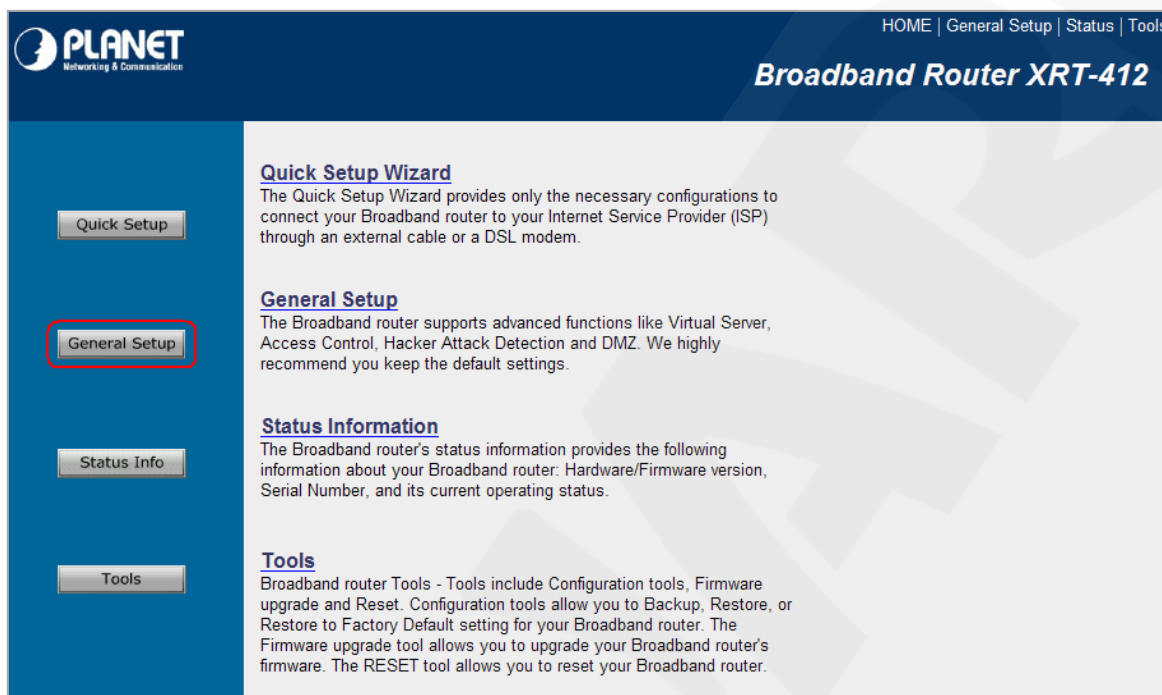 PLANET
Networking & Communication
HOME | General Setup | Status | Tools
Broadband Router XRT-412
Quick Setup
Quick Setup Wizard
The Quick Setup Wizard provides only the necessary configurations to
connect your Broadband router to your Internet Service Provider (ISP)
through an external cable or a DSL modem.
General Setup
General Setup
The Broadband router supports advanced functions like Virtual Server,
Access Control, Hacker Attack Detection and DMZ. We highly
recommend you keep the default settings.
Status Info
Status Information
The Broadband router's status information provides the following
information about your Broadband router: Hardware/Firmware version,
Serial Number, and its current operating status.
Tools
Tools
Broadband router Tools - Tools include Configuration tools, Firmware
upgrade and Reset. Configuration tools allow you to Backup, Restore, or
Restore to Factory Default setting for your Broadband router. The
Firmware upgrade tool allows you to upgrade your Broadband router's
firmware. The RESET tool allows you to reset your Broadband router.